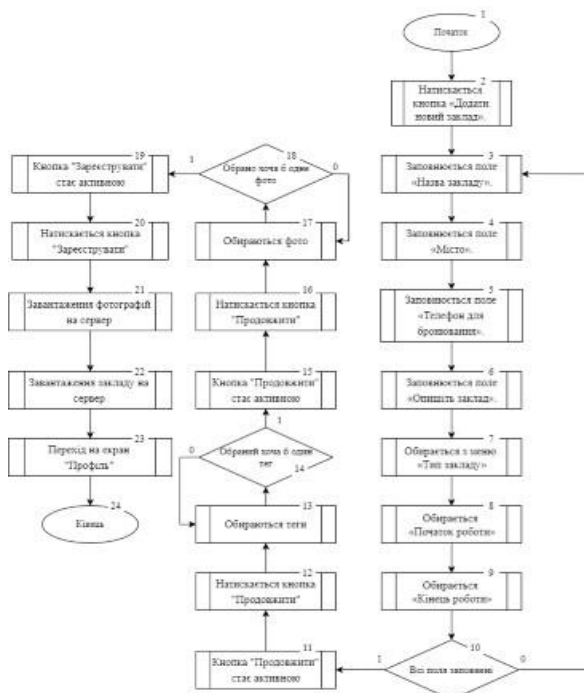 1
Початок
2
Натискається
кнопка «Додати
новий заклад».
3
Заповнюється поле
«Назва закладу».
4
Заповнюється поле
«Місто».
5
Заповнюється поле
«Телефон для
бронювання».
6
Заповнюється поле
«Опишіть заклад».
7
Обирається з меню
«Тип закладу»
8
Обирається
«Початок роботи»
9
Обирається
«Кінець роботи»
10
Всі поля заповнені
1
0
11
Кнопка "Продовжити"
стає активною
12
Натискається кнопка
"Продовжити"
13
Обираються теги
Обраний хоча б один
тег
14
0
1
15
Кнопка "Продовжити"
стає активною
16
Натискається кнопка
"Продовжити"
17
Обираються фото
18
Обрано хоча б одне
фото
1
0
19
Кнопка "Зареєструвати"
стає активною
20
Натискається кнопка
"Зареєструвати"
21
Завантаження фотографій
на сервер
22
Завантаження закладу на
сервер
23
Перехід на екран
"Профіль"
24
Кінець